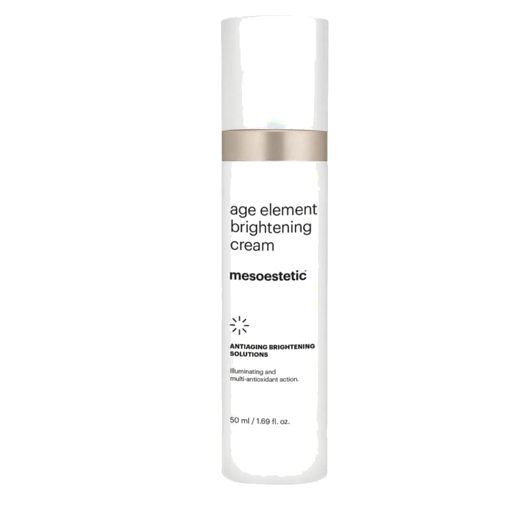 age element
brightening
cream
mesoestetic®
ANTIAGING BRIGHTENING
SOLUTIONS
Illuminating and
multi-antioxidant action.
50 ml / 1.69 fl. oz.